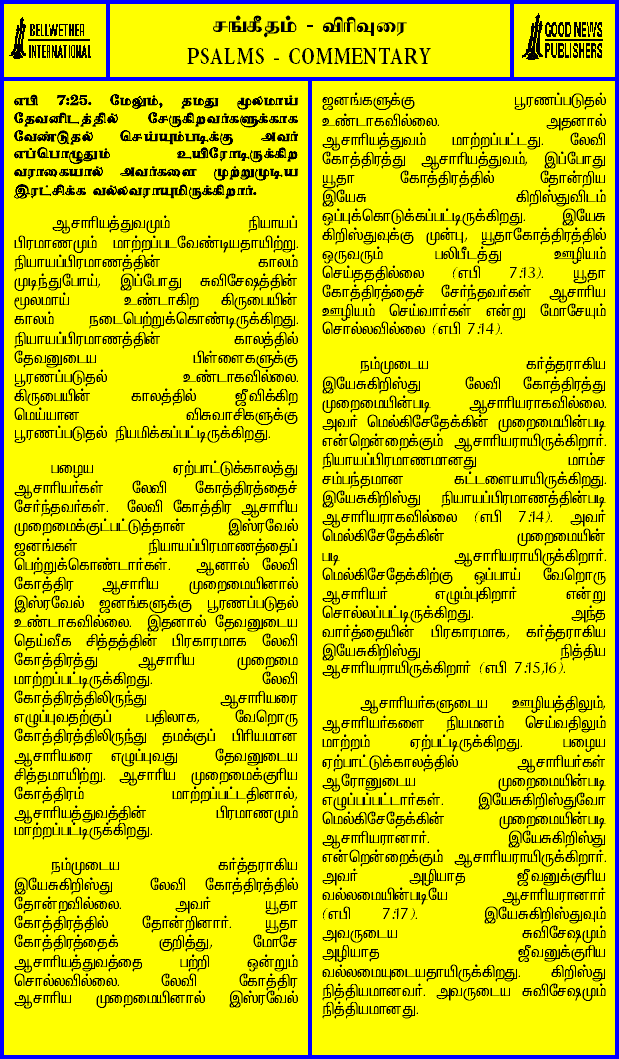 BELLWETHER
INTERNATIONAL
சங்கீதம் - விரிவுரை
PSALMS - COMMENTARY
GOOD NEWS
PUBLISHERS
எபி 7:25. மேலும், தமது மூலமாய்
தேவனிடத்தில் சேருகிறவர்களுக்காக
வேண்டுதல் செய்யும்படிக்கு அவர்
எப்பொழுதும் உயிரோடிருக்கிற
வராகையால் அவர்களை முற்றுமுடிய
இரட்சிக்க வல்லவராயுமிருக்கிறார்.
ஆசாரியத்துவமும் நியாயப்
பிரமாணமும் மாற்றப்படவேண்டியதாயிற்று.
நியாயப்பிரமாணத்தின் காலம்
முடிந்துபோய், இப்போது சுவிசேஷத்தின்
மூலமாய் உண்டாகிற கிருபையின்
காலம் நடைபெற்றுக்கொண்டிருக்கிறது.
நியாயப்பிரமாணத்தின் காலத்தில்
தேவனுடைய பிள்ளைகளுக்கு
பூரணப்படுதல் உண்டாகவில்லை.
கிருபையின் காலத்தில் ஜீவிக்கிற
மெய்யான விசுவாசிகளுக்கு
பூரணப்படுதல் நியமிக்கப்பட்டிருக்கிறது.
பழைய ஏற்பாட்டுக்காலத்து
ஆசாரியர்கள் லேவி கோத்திரத்தைச்
சேர்ந்தவர்கள். லேவி கோத்திர ஆசாரிய
முறைமைக்குட்பட்டுத்தான் இஸ்ரவேல்
ஜனங்கள் நியாயப்பிரமாணத்தைப்
பெற்றுக்கொண்டார்கள். ஆனால் லேவி
கோத்திர ஆசாரிய முறைமையினால்
இஸ்ரவேல் ஜனங்களுக்கு பூரணப்படுதல்
உண்டாகவில்லை. இதனால் தேவனுடைய
தெய்வீக சித்தத்தின் பிரகாரமாக லேவி
கோத்திரத்து ஆசாரிய முறைமை
மாற்றப்பட்டிருக்கிறது. லேவி
கோத்திரத்திலிருந்து ஆசாரியரை
எழுப்புவதற்குப் பதிலாக, வேறொரு
கோத்திரத்திலிருந்து தமக்குப் பிரியமான
ஆசாரியரை எழுப்புவது தேவனுடைய
சித்தமாயிற்று. ஆசாரிய முறைமைக்குரிய
கோத்திரம் மாற்றப்பட்டதினால்,
ஆசாரியத்துவத்தின் பிரமாணமும்
மாற்றப்பட்டிருக்கிறது.
நம்முடைய கர்த்தராகிய
இயேசுகிறிஸ்து லேவி கோத்திரத்தில்
தோன்றவில்லை. அவர் யூதா
கோத்திரத்தில் தோன்றினார். யூதா
கோத்திரத்தைக் குறித்து, மோசே
ஆசாரியத்துவத்தை பற்றி ஒன்றும்
சொல்லவில்லை. லேவி கோத்திர
ஆசாரிய முறைமையினால் இஸ்ரவேல்
ஜனங்களுக்கு பூரணப்படுதல்
உண்டாகவில்லை. அதனால்
ஆசாரியத்துவம் மாற்றப்பட்டது. லேவி
கோத்திரத்து ஆசாரியத்துவம், இப்போது
யூதா கோத்திரத்தில் தோன்றிய
இயேசு கிறிஸ்துவிடம்
ஒப்புக்கொடுக்கப்பட்டிருக்கிறது. இயேசு
கிறிஸ்துவுக்கு முன்பு, யூதாகோத்திரத்தில்
ஒருவரும் பலிபீடத்து ஊழியம்
செய்தததில்லை (எபி 7:13). யூதா
கோத்திரத்தைச் சேர்ந்தவர்கள் ஆசாரிய
ஊழியம் செய்வார்கள் என்று மோசேயும்
சொல்லவில்லை (எபி 7:14).
நம்முடைய கர்த்தராகிய
இயேசுகிறிஸ்து லேவி கோத்திரத்து
முறைமையின்படி ஆசாரியராகவில்லை.
அவர் மெல்கிசேதேக்கின் முறைமையின்படி
என்றென்றைக்கும் ஆசாரியராயிருக்கிறார்.
நியாயப்பிரமாணமானது மாம்ச
சம்பந்தமான கட்டளையாயிருக்கிறது.
இயேசுகிறிஸ்து நியாயப்பிரமாணத்தின்படி
ஆசாரியராகவில்லை (எபி 7:14). அவர்
மெல்கிசேதேக்கின் முறைமையின்
படி ஆசாரியராயிருக்கிறார்.
மெல்கிசேதேக்கிற்கு ஒப்பாய் வேறொரு
ஆசாரியர் எழும்புகிறார் என்று
சொல்லப்பட்டிருக்கிறது. அந்த
வார்த்தையின் பிரகாரமாக, கர்த்தராகிய
இயேசுகிறிஸ்து நித்திய
ஆசாரியராயிருக்கிறார் (எபி 7:15,16).
ஆசாரியர்களுடைய ஊழியத்திலும்,
ஆசாரியர்களை நியமனம் செய்வதிலும்
மாற்றம் ஏற்பட்டிருக்கிறது. பழைய
ஏற்பாட்டுக்காலத்தில் ஆசாரியர்கள்
ஆரோனுடைய முறைமையின்படி
எழுப்பப்பட்டார்கள். இயேசுகிறிஸ்துவோ
மெல்கிசேதேக்கின் முறைமையின்படி
ஆசாரியரானார். இயேசுகிறிஸ்து
என்றென்றைக்கும் ஆசாரியராயிருக்கிறார்.
அவர் அழியாத ஜீவனுக்குரிய
வல்லமையின்படியே ஆசாரியரானார்
(எபி 7:17). இயேசுகிறிஸ்துவும்
அவருடைய சுவிசேஷமும்
அழியாத ஜீவனுக்குரிய
வல்லமையுடையதாயிருக்கிறது. கிறிஸ்து
நித்தியமானவர். அவருடைய சுவிசேஷமும்
நித்தியமானது.